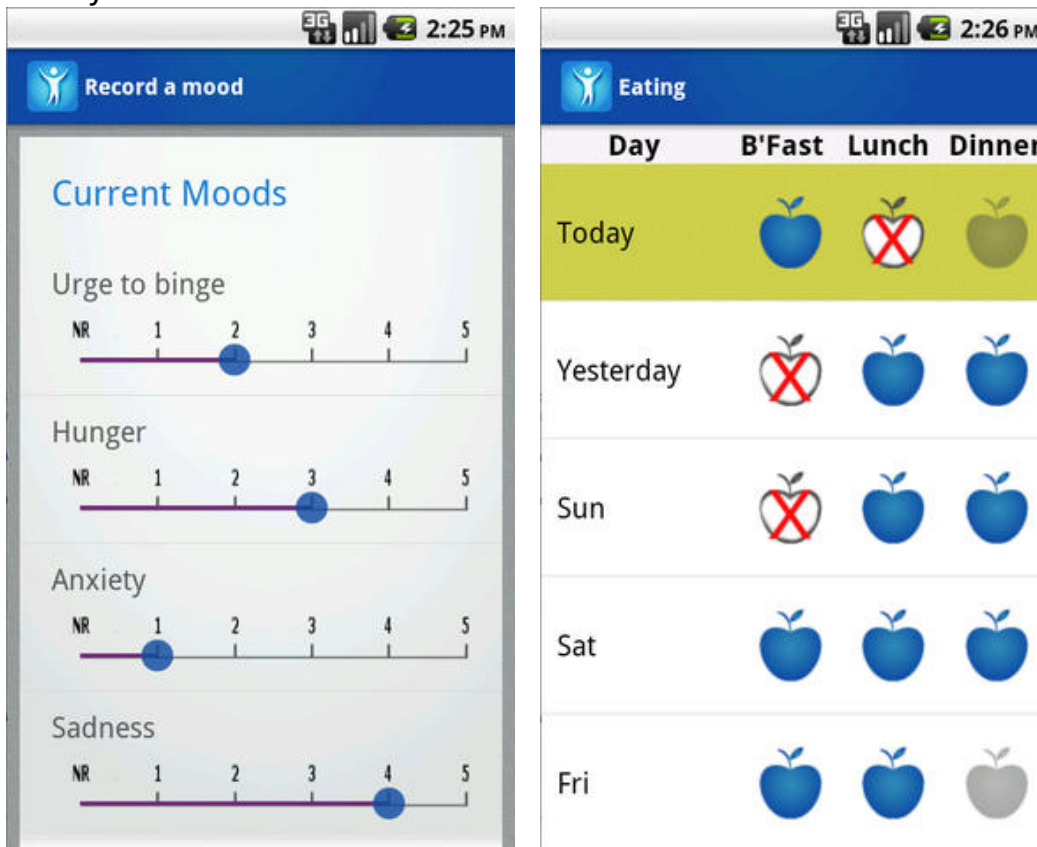 2:25 PM
Record a mood
Current Moods
Urge to binge
NR 1 2 3 4 5
Hunger
NR 1 2 3 4 5
Anxiety
NR 1 2 3 4 5
Sadness
NR 1 2 3 4 5
3G 2:26 PM
Eating
Day B'Fast Lunch Dinner
Today
Yesterday
Sun
Sat
Fri